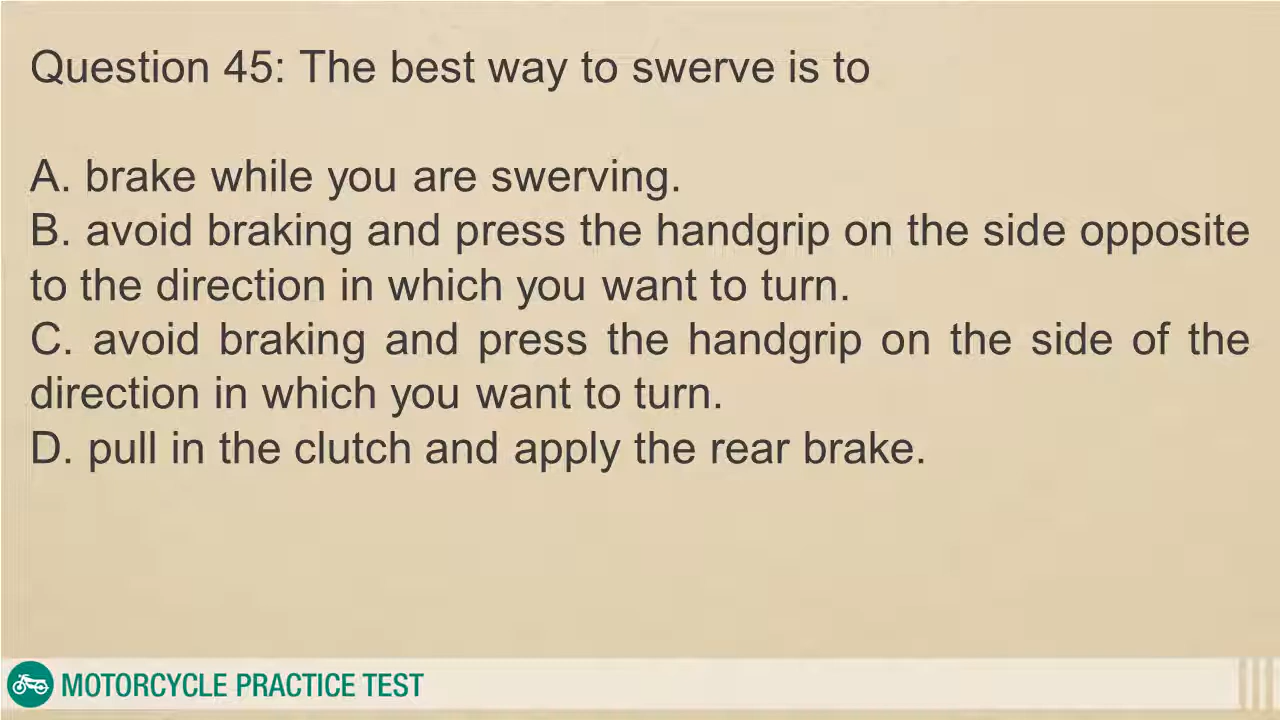 Question 45: The best way to swerve is to
A. brake while you are swerving.
B. avoid braking and press the handgrip on the side opposite
to the direction in which you want to turn.
C. avoid braking and press the handgrip on the side of the
direction in which you want to turn.
D. pull in the clutch and apply the rear brake.
MOTORCYCLE PRACTICE TEST